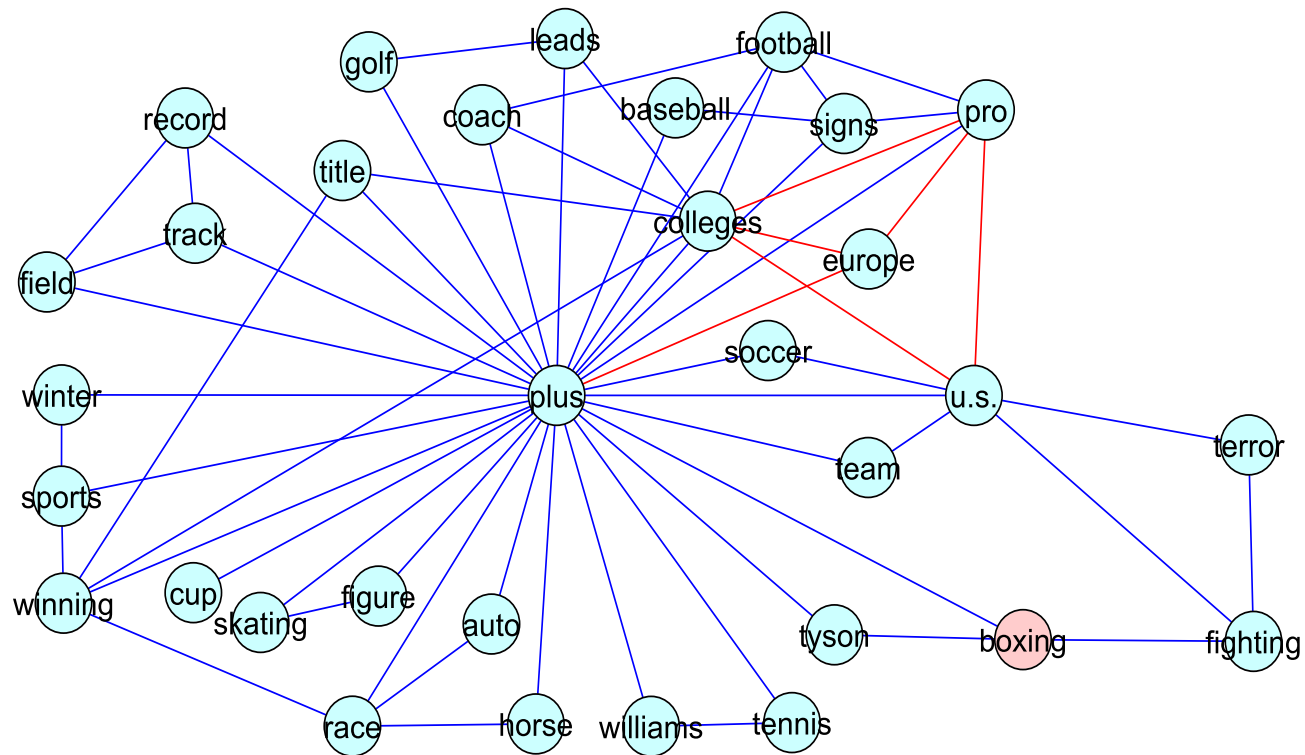 leads
football
golf
baseball
coach
signs
pro
record
title
colleges
track
europe
field
soccer
winter
plus
u.s.
terror
team
sports
cup
figure
winning
skating
auto
tyson
boxing
fighting
race
horse
williams
tennis